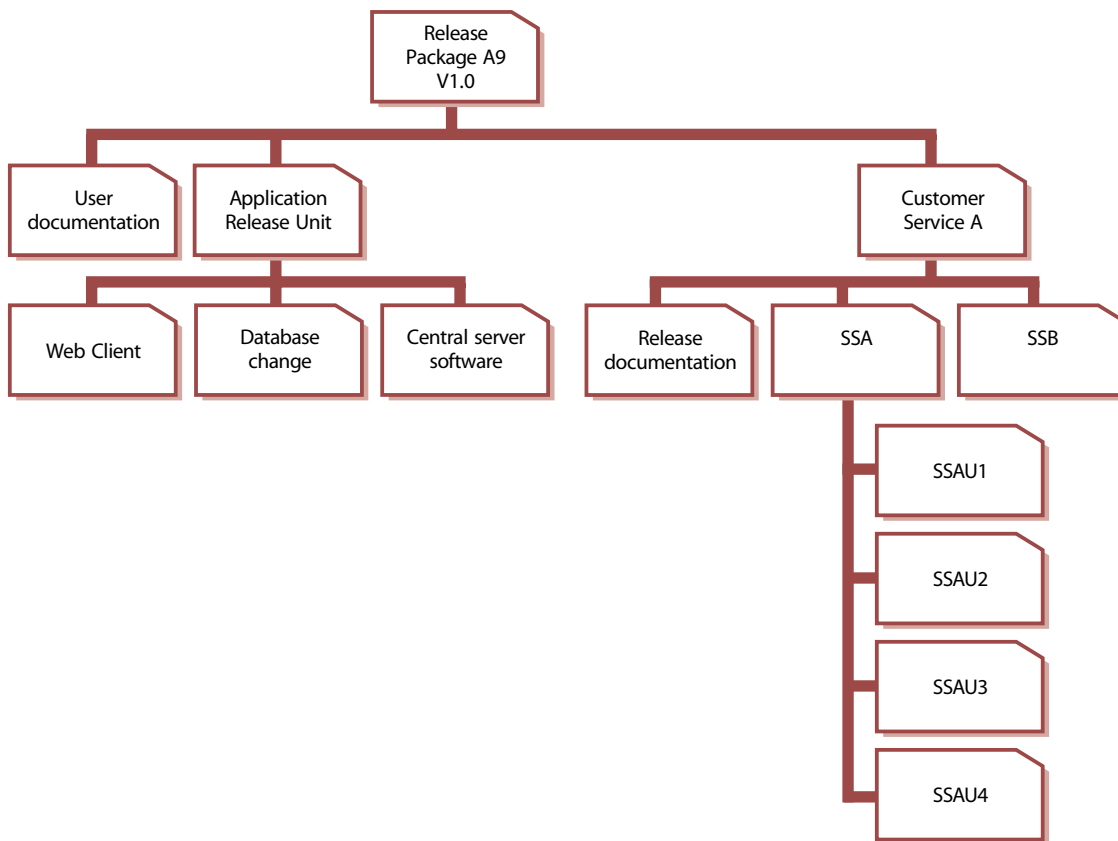 Release
Package A9
V1.0
User
documentation
Application
Release Unit
Customer
Service A
Web Client
Database
change
Central server
software
Release
documentation
SSA
SSB
SSAU1
SSAU2
SSAU3
SSAU4